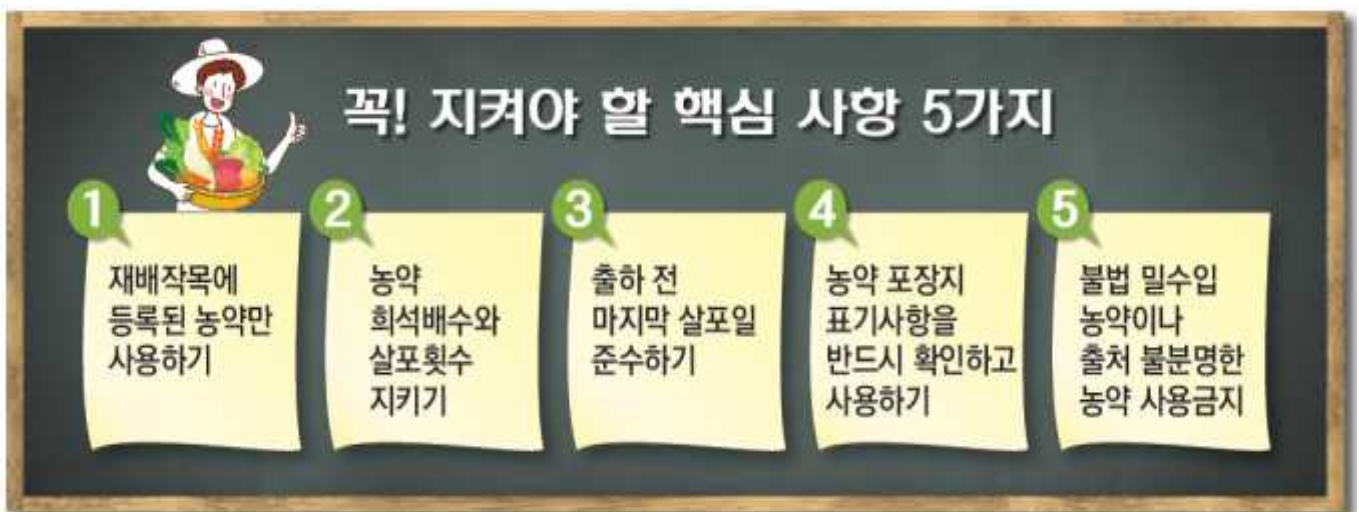 꼭! 지켜야 할 핵심 사항 5가지
1
재배작목에
등록된 농약만
사용하기
2
농약
희석배수와
살포횟수
지키기
3
출하 전
마지막 살포일
준수하기
4
농약 포장지
표기사항을
반드시 확인하고
사용하기
5
불법 밀수입
농약이나
출처 불분명한
농약 사용금지